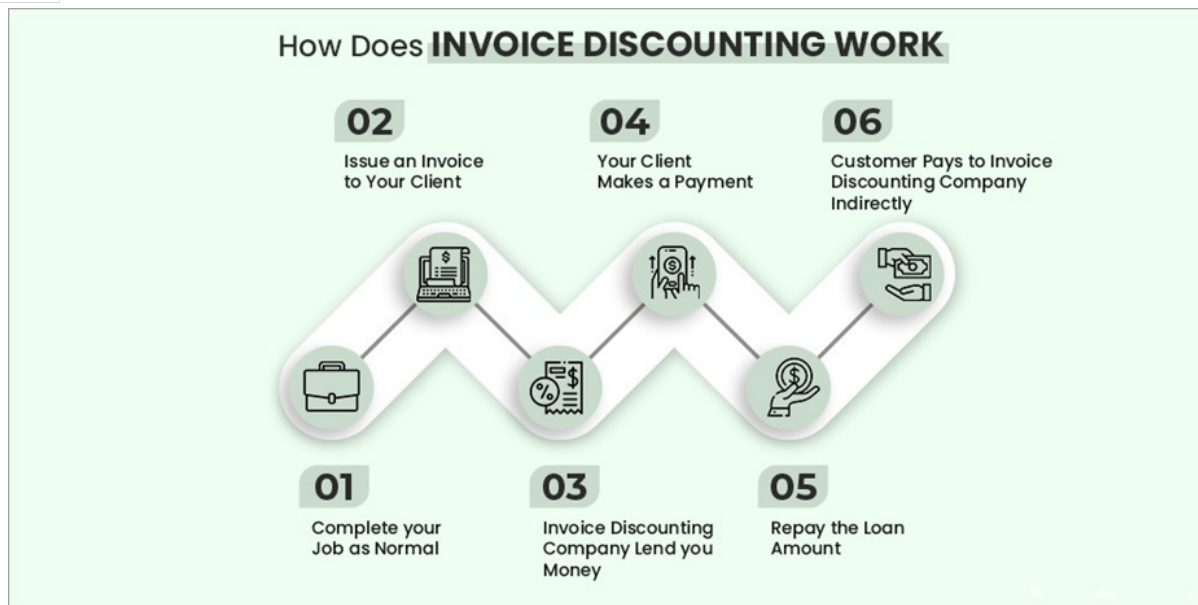 How Does INVOICE DISCOUNTING WORK
01
Complete your
Job as Normal
02
Issue an Invoice
to Your Client
03
Invoice Discounting
Company Lend you
Money
04
Your Client
Makes a Payment
05
Repay the Loan
Amount
06
Customer Pays to Invoice
Discounting Company
Indirectly